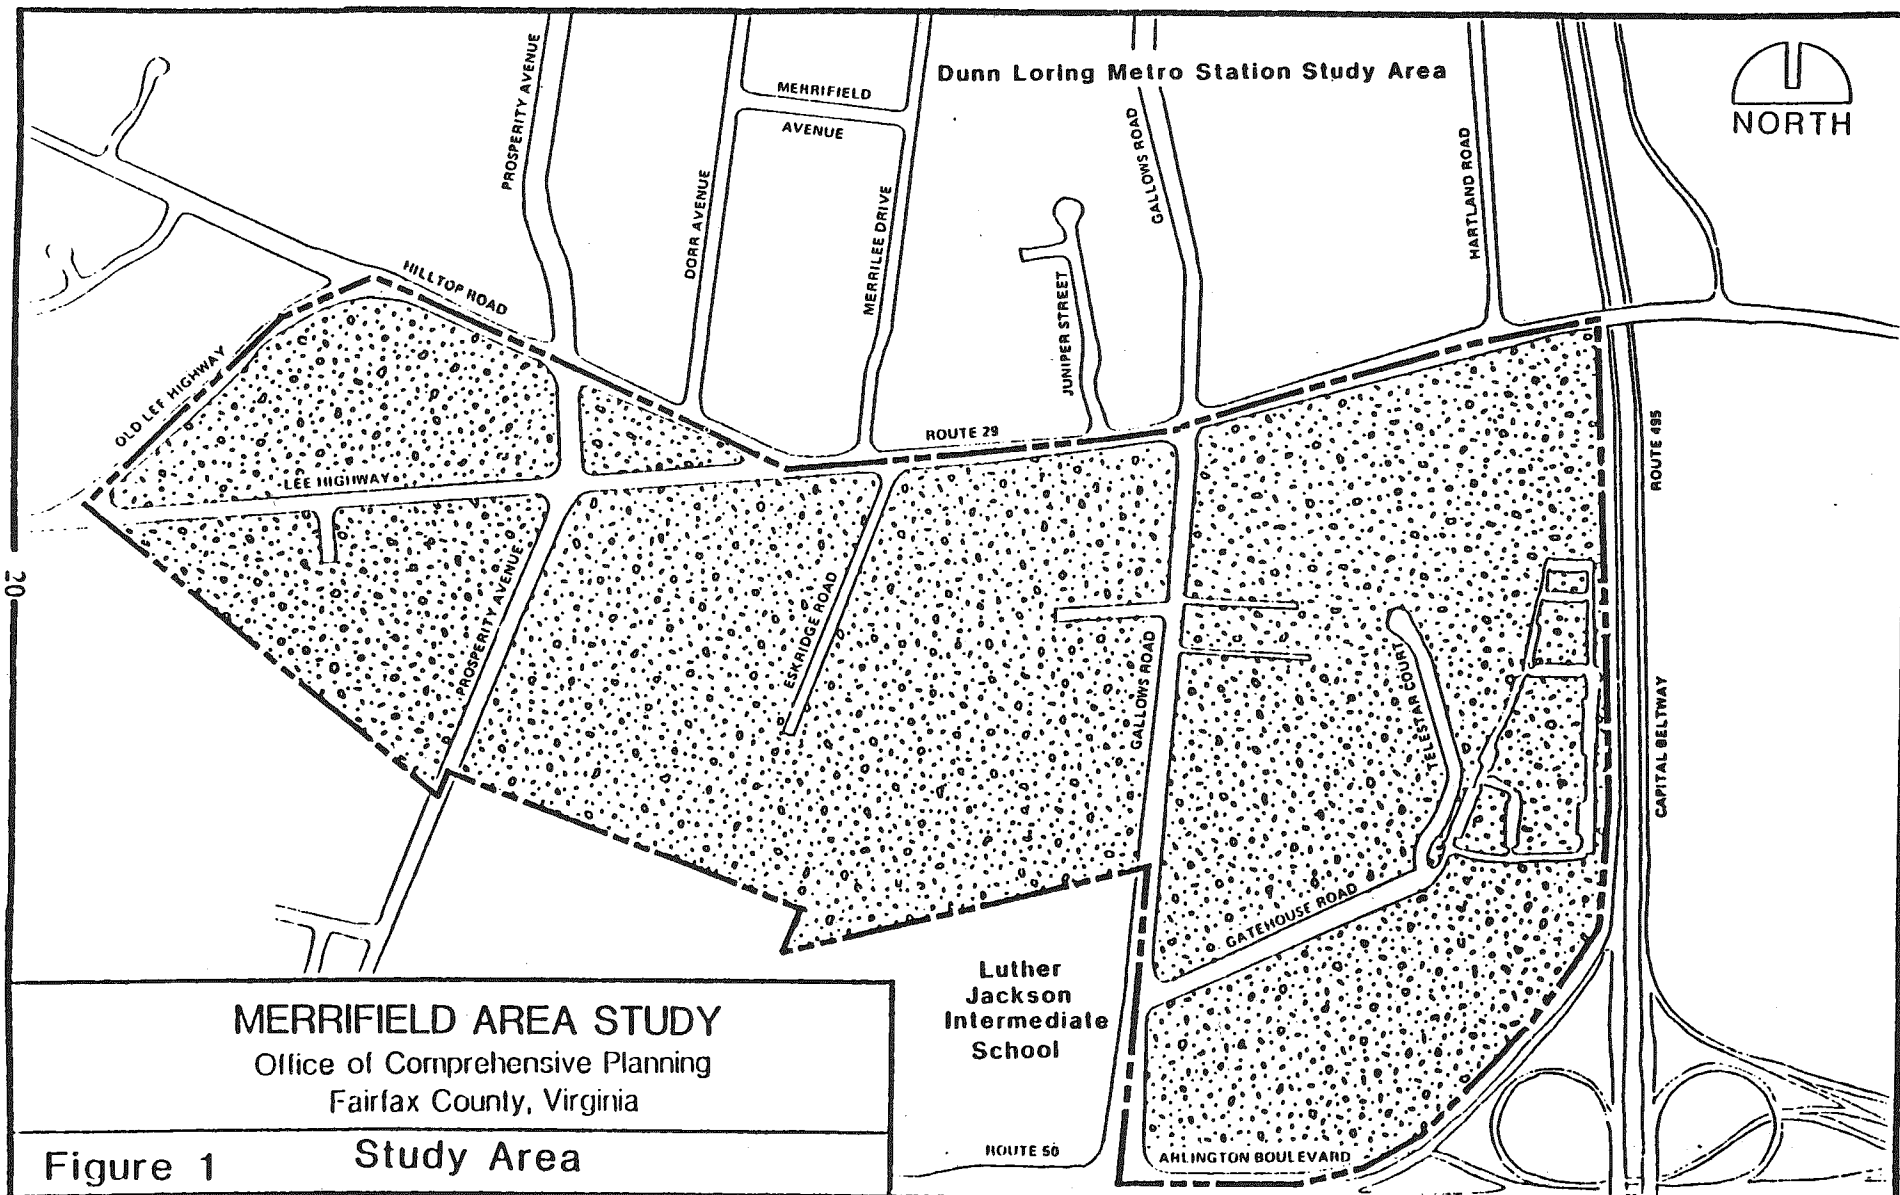 Dunn Loring Metro Station Study Area
NORTH
PROSPERITY AVENUE
MERRIFIELD
AVENUE
DORR AVENUE
MERRILEE DRIVE
GALLOWS ROAD
HARTLAND ROAD
JUNIPER STREET
HILLTOP ROAD
OLD LEE HIGHWAY
ROUTE 29
LEE HIGHWAY
ROUTE 495
20
PROSPERITY AVENUE
ESKRIDGE ROAD
GALLOWS ROAD
TELESTAR COURT
CAPITAL BELTWAY
GATEHOUSE ROAD
Luther
Jackson
Intermediate
School
ROUTE 50
ARLINGTON BOULEVARD
MERRIFIELD AREA STUDY
Office of Comprehensive Planning
Fairfax County, Virginia
Figure 1
Study Area